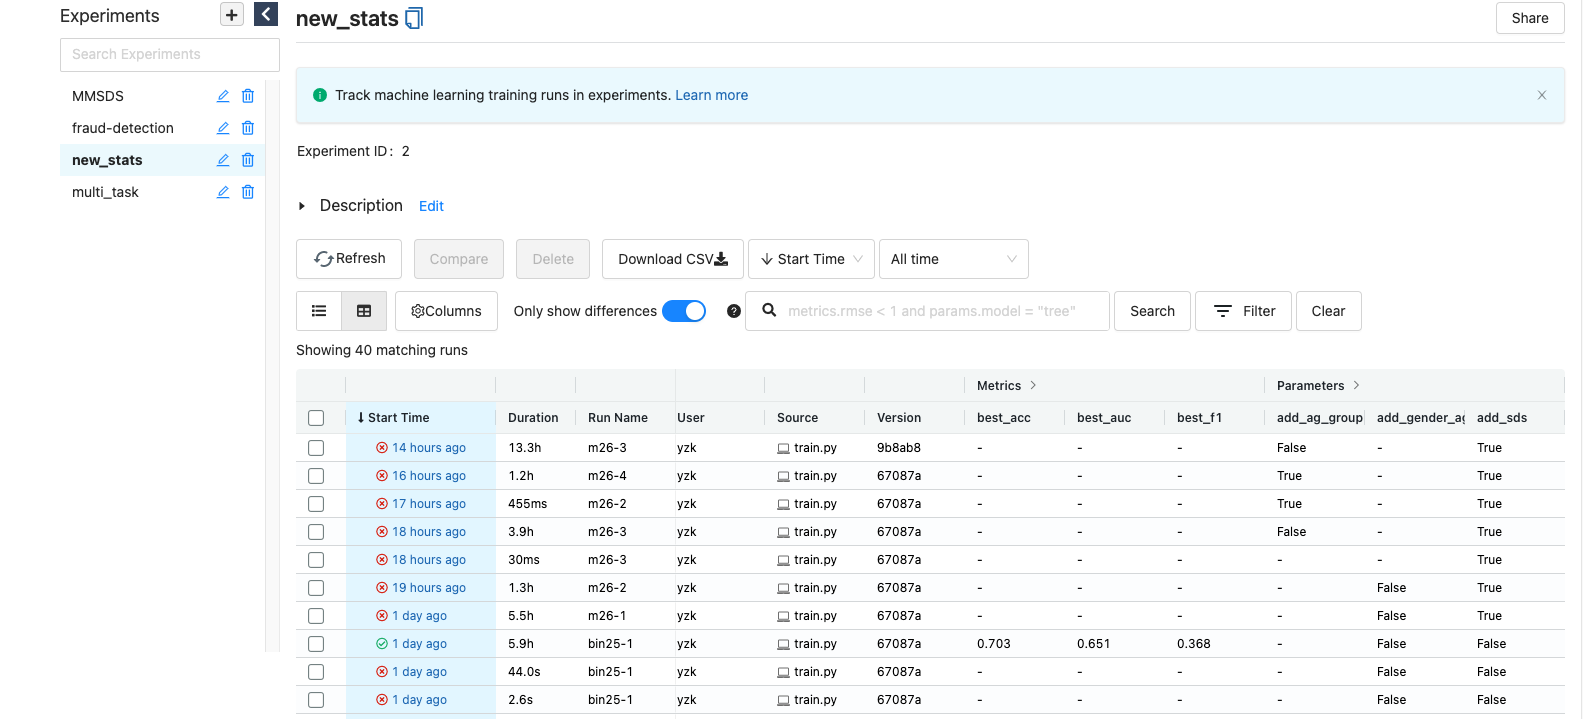 Experiments
+
new_stats
Share
Search Experiments
MMSDS
fraud-detection
new_stats
multi_task
Track machine learning training runs in experiments. Learn more
Experiment ID: 2
Description Edit
Refresh Compare Delete Download CSV Start Time All time
Columns Only show differences metrics.rmse < 1 and params.model = "tree" Search Filter Clear
Showing 40 matching runs
Metrics Parameters
Start Time Duration Run Name User Source Version best_acc best_auc best_f1 add_ag_group add_gender_ag add_sds
14 hours ago 13.3h m26-3 yzk train.py 9b8ab8 - - - False - True
16 hours ago 1.2h m26-4 yzk train.py 67087a - - - True - True
17 hours ago 455ms m26-2 yzk train.py 67087a - - - True - True
18 hours ago 3.9h m26-3 yzk train.py 67087a - - - False - True
18 hours ago 30ms m26-3 yzk train.py 67087a - - - - - True
19 hours ago 1.3h m26-2 yzk train.py 67087a - - - - False True
1 day ago 5.5h m26-1 yzk train.py 67087a - - - - False True
1 day ago 5.9h bin25-1 yzk train.py 67087a 0.703 0.651 0.368 - False False
1 day ago 44.0s bin25-1 yzk train.py 67087a - - - - False False
1 day ago 2.6s bin25-1 yzk train.py 67087a - - - - False False